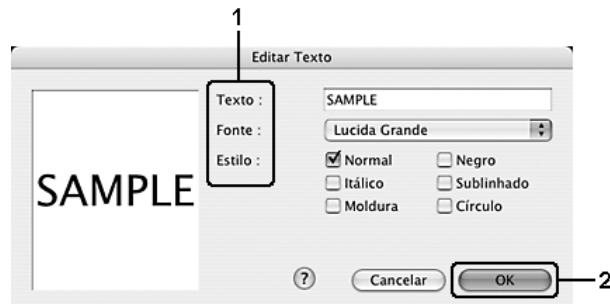 1
Editar Texto
Texto : SAMPLE
Fonte : Lucida Grande
Estilo : Normal Negro
Itálico Sublinhado
Moldura Círculo
SAMPLE
? Cancelar OK 2